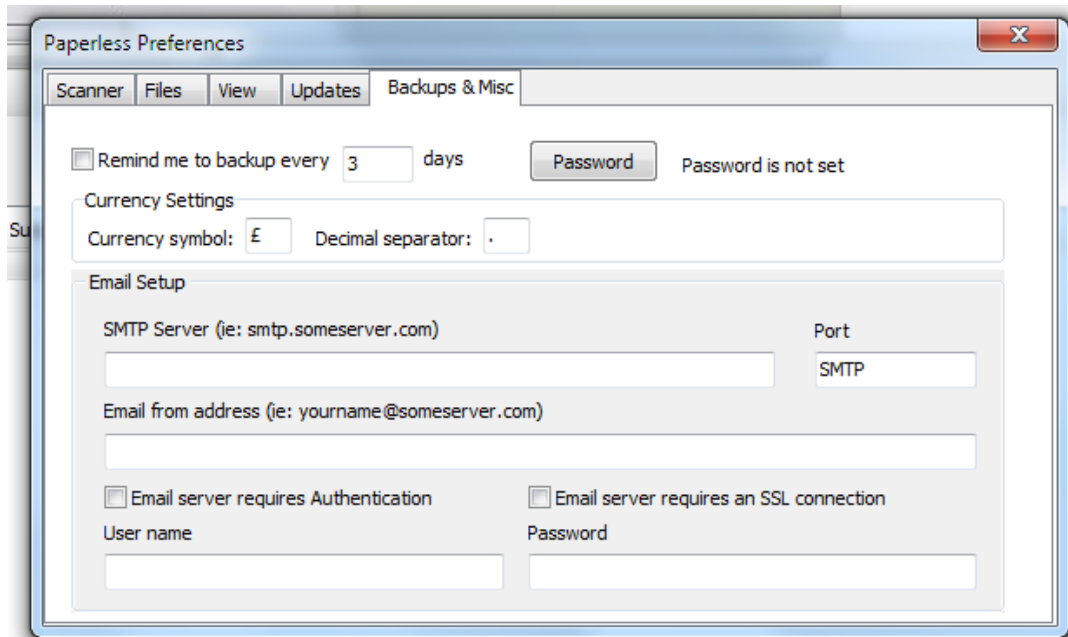 Paperless Preferences
Scanner Files View Updates Backups & Misc
Remind me to backup every 3 days Password Password is not set
Currency Settings
Currency symbol: £ Decimal separator: .
Email Setup
SMTP Server (ie: smtp.someserver.com) Port
SMTP
Email from address (ie: yourname@someserver.com)
Email server requires Authentication Email server requires an SSL connection
User name Password